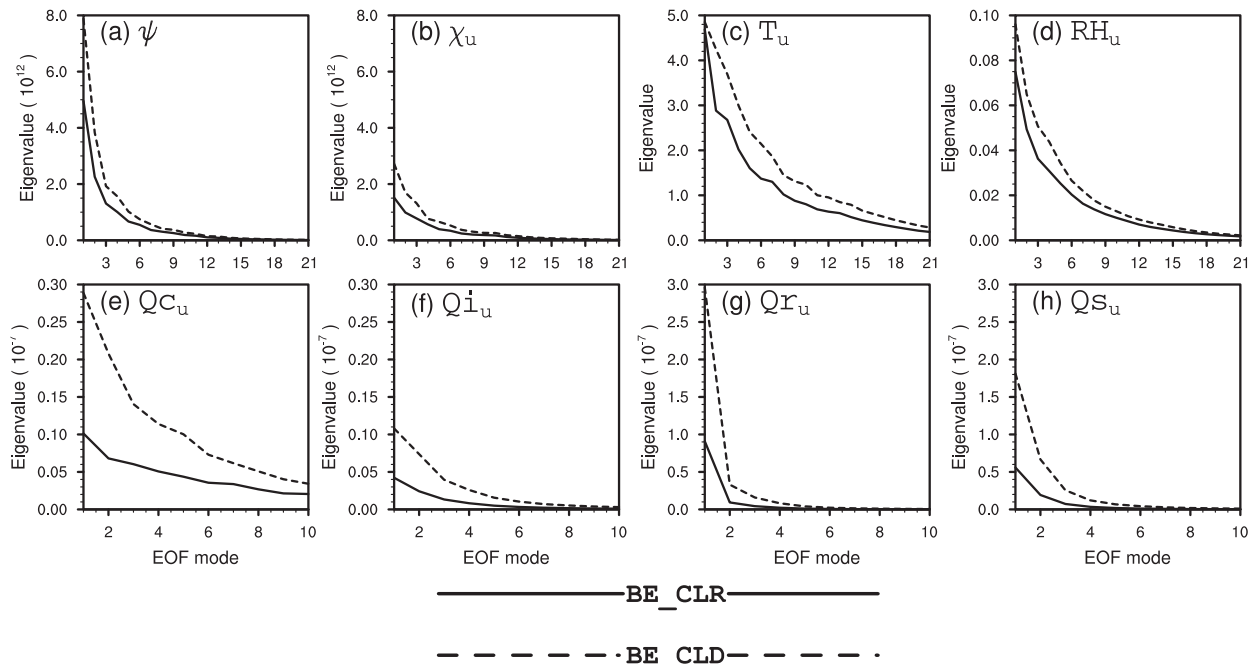 (a) ψ
(b) χu
(c) Tu
(d) RHu
Eigenvalue ( 10^12 )
8.0
6.0
4.0
2.0
0.0
3 6 9 12 15 18 21
Eigenvalue ( 10^12 )
8.0
6.0
4.0
2.0
0.0
3 6 9 12 15 18 21
Eigenvalue
5.0
4.0
3.0
2.0
1.0
0.0
3 6 9 12 15 18 21
Eigenvalue
0.10
0.08
0.06
0.04
0.02
0.00
3 6 9 12 15 18 21
(e) Qcu
(f) Qiu
(g) Qru
(h) Qsu
Eigenvalue ( 10^-7 )
0.30
0.25
0.20
0.15
0.10
0.05
0.00
2 4 6 8 10
EOF mode
Eigenvalue ( 10^-7 )
0.30
0.25
0.20
0.15
0.10
0.05
0.00
2 4 6 8 10
EOF mode
Eigenvalue ( 10^-7 )
3.0
2.5
2.0
1.5
1.0
0.5
0.0
2 4 6 8 10
EOF mode
Eigenvalue ( 10^-7 )
3.0
2.5
2.0
1.5
1.0
0.5
0.0
2 4 6 8 10
EOF mode
BE_CLR
BE CLD